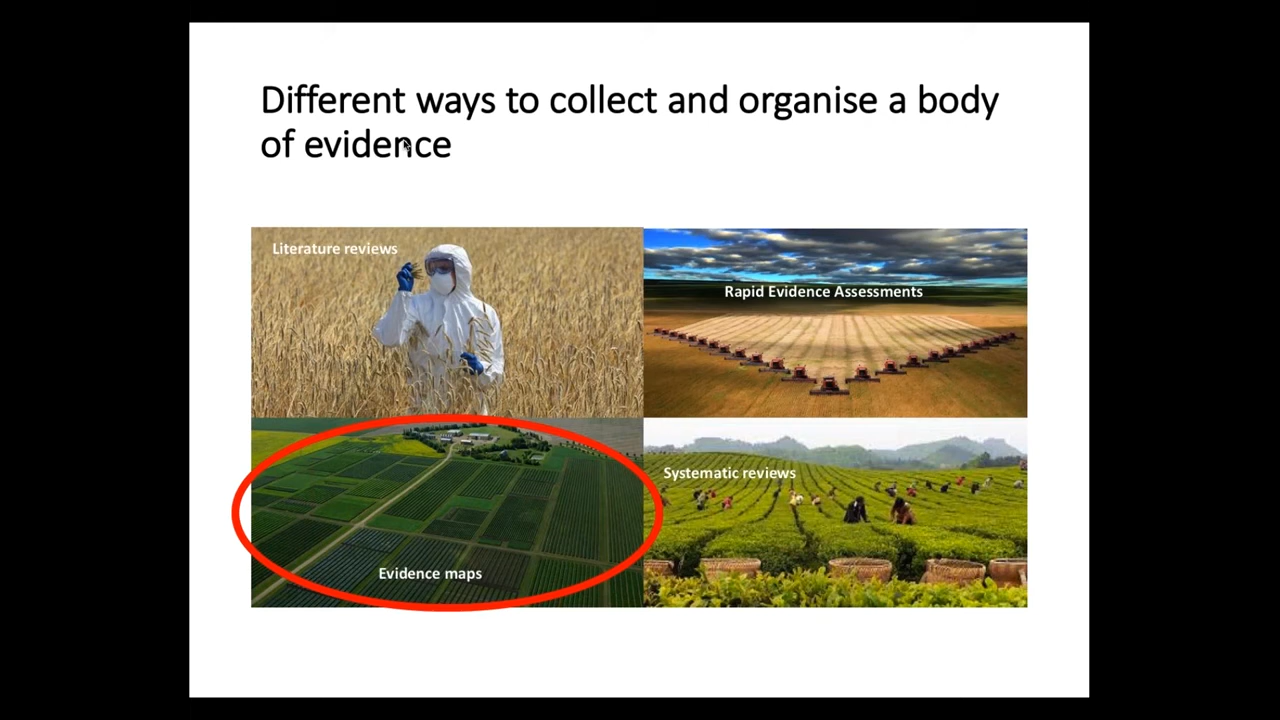 Different ways to collect and organise a body
of evidence
Literature reviews
Rapid Evidence Assessments
Evidence maps
Systematic reviews